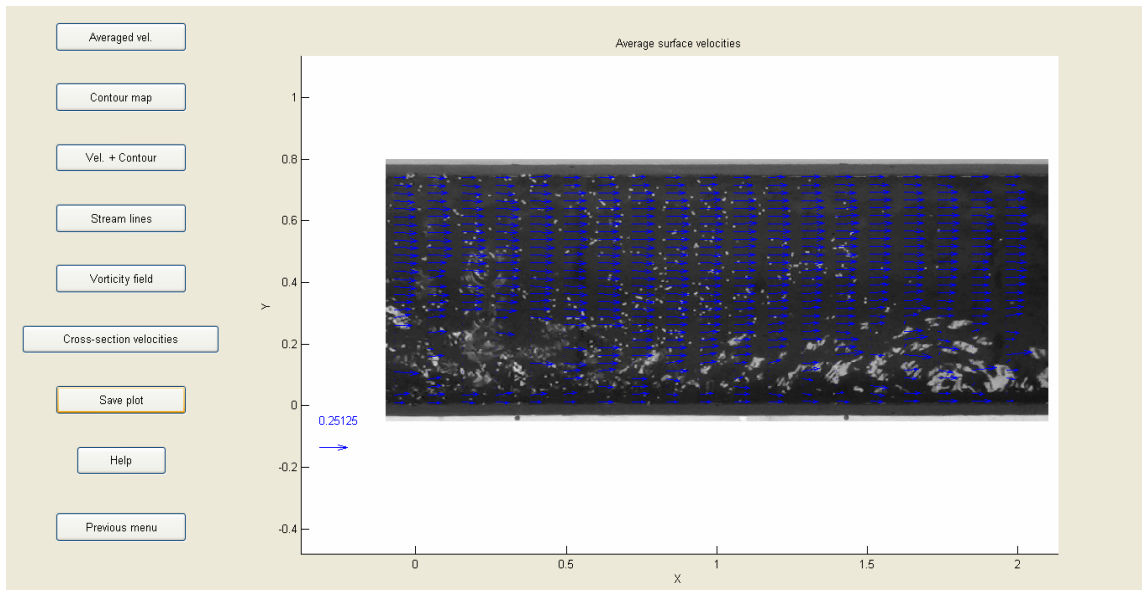 Averaged vel.
Contour map
Vel. + Contour
Stream lines
Vorticity field
Cross-section velocities
Save plot
Help
Previous menu
Average surface velocities
1
0.8
0.6
0.4
0.2
0
-0.2
-0.4
Y
0.25125
0 0.5 1 1.5 2
X